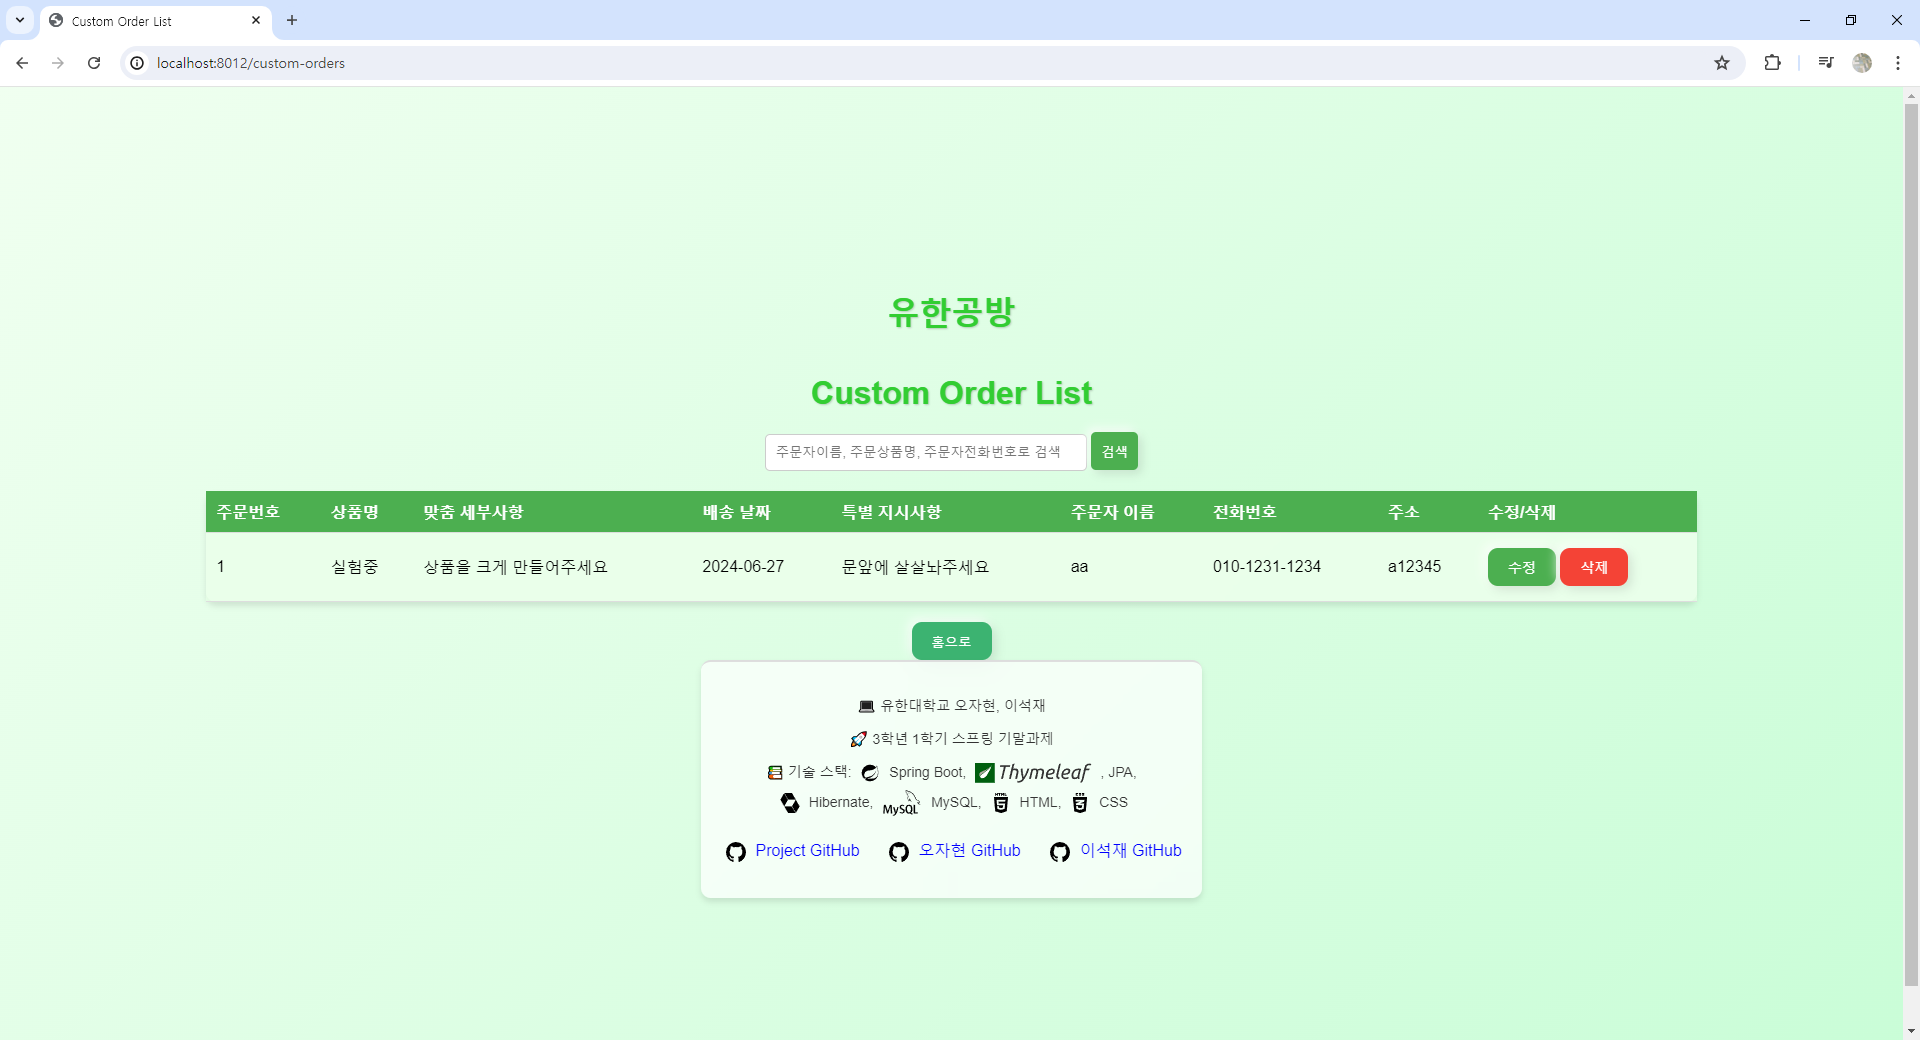 Custom Order List
localhost:8012/custom-orders
유한공방
Custom Order List
주문자이름, 주문상품명, 주문자전화번호로 검색 검색
주문번호 상품명 맞춤 세부사항 배송 날짜 특별 지시사항 주문자 이름 전화번호 주소 수정/삭제
1 실험중 상품을 크게 만들어주세요 2024-06-27 문앞에 살살놔주세요 aa 010-1231-1234 a12345 수정 삭제
홈으로
유한대학교 오자현, 이석재
3학년 1학기 스프링 기말과제
기술 스택: Spring Boot, Thymeleaf , JPA,
Hibernate, MySQL MySQL, HTML HTML, CSS CSS
Project GitHub 오자현 GitHub 이석재 GitHub